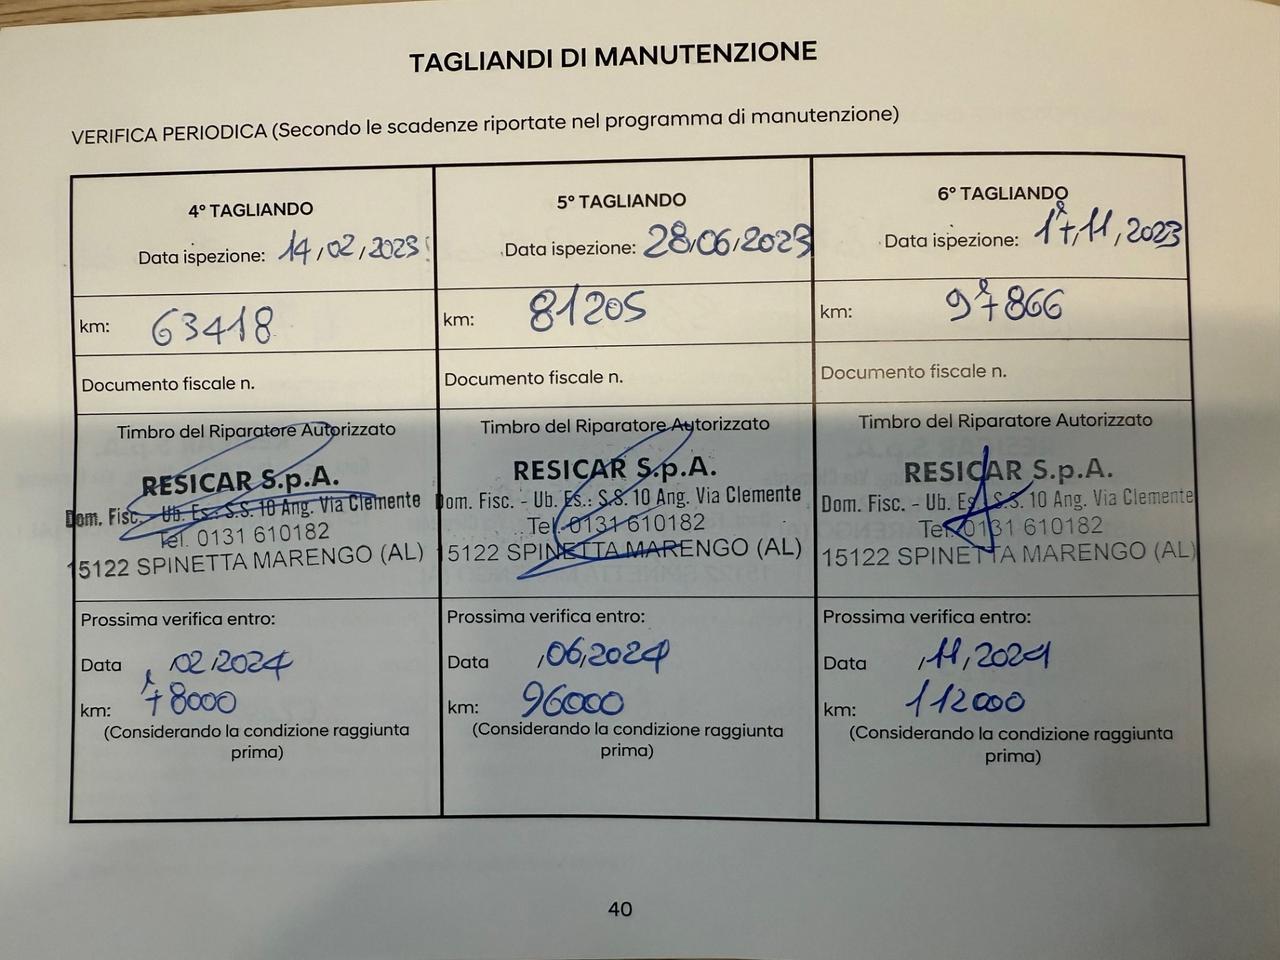 TAGLIANDI DI MANUTENZIONE
VERIFICA PERIODICA (Secondo le scadenze riportate nel programma di manutenzione)
4° TAGLIANDO
Data ispezione: 14/02/2023
km: 63418
Documento fiscale n.
Timbro del Riparatore Autorizzato
RESICAR S.p.A.
Dom. Fisc. - Ub. Es.: S.S. 10 Ang. Via Clemente
Tel. 0131 610182
15122 SPINETTA MARENGO (AL)
Prossima verifica entro:
Data /02/2024
km: 78000
(Considerando la condizione raggiunta
prima)
5° TAGLIANDO
Data ispezione: 28/06/2023
km: 81205
Documento fiscale n.
Timbro del Riparatore Autorizzato
RESICAR S.p.A.
Dom. Fisc. - Ub. Es.: S.S. 10 Ang. Via Clemente
Tel. 0131 610182
15122 SPINETTA MARENGO (AL)
Prossima verifica entro:
Data /06/2024
km: 96000
(Considerando la condizione raggiunta
prima)
6° TAGLIANDO
Data ispezione: 17/11/2023
km: 97866
Documento fiscale n.
Timbro del Riparatore Autorizzato
RESICAR S.p.A.
Dom. Fisc. - Ub. Es.: S.S. 10 Ang. Via Clemente
Tel. 0131 610182
15122 SPINETTA MARENGO (AL)
Prossima verifica entro:
Data /11/2024
km: 112000
(Considerando la condizione raggiunta
prima)
40